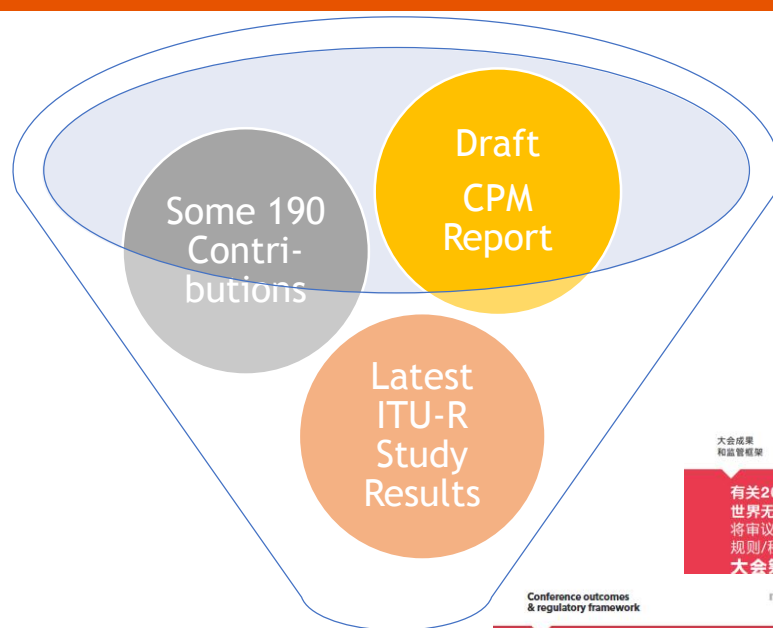 Draft
CPM
Report
Some 190
Contri-
butions
Latest
ITU-R
Study
Results
大会成果
和监管框架
有关20
世界无
将审议
规则/
大会
Conference outcomes
& regulatory framework